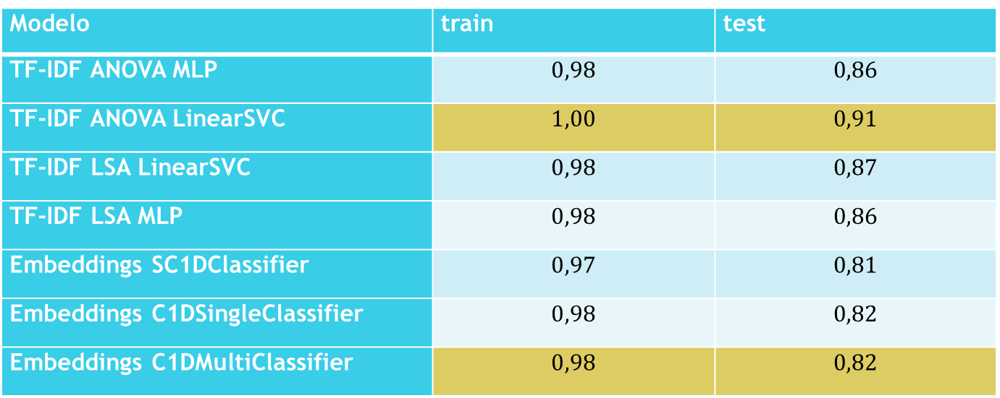 Modelo train test
TF-IDF ANOVA MLP 0,98 0,86
TF-IDF ANOVA LinearSVC 1,00 0,91
TF-IDF LSA LinearSVC 0,98 0,87
TF-IDF LSA MLP 0,98 0,86
Embeddings SC1DClassifier 0,97 0,81
Embeddings C1DSingleClassifier 0,98 0,82
Embeddings C1DMultiClassifier 0,98 0,82